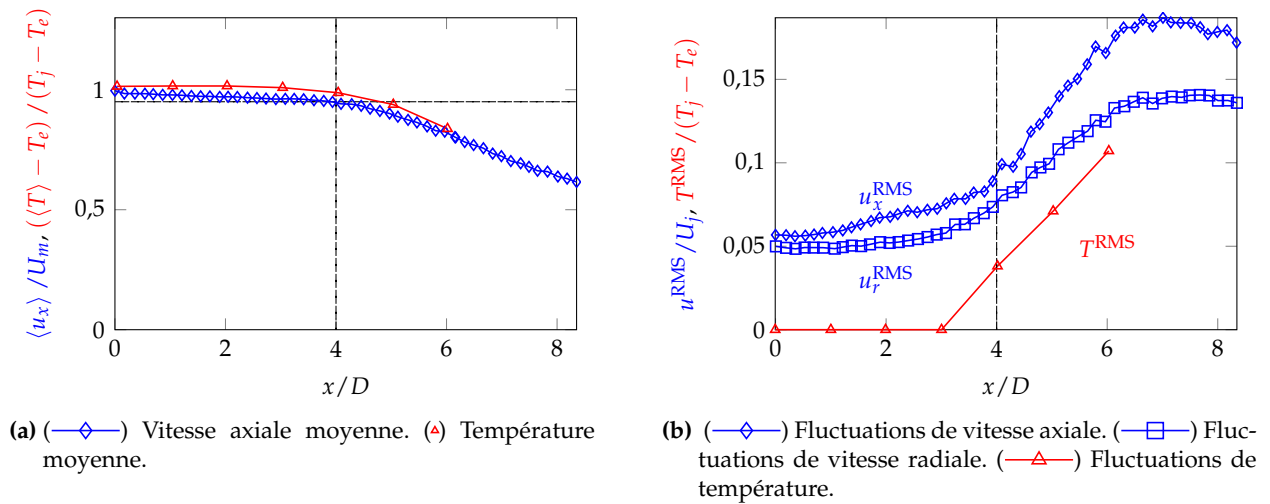 ⟨u_x⟩ /U_m, (⟨T⟩ − T_e) / (T_j − T_e)
1
0,5
0
0 2 4 6 8
x/D
(a) ( ) Vitesse axiale moyenne. ( ) Température
moyenne.
u^RMS/U_j, T^RMS/(T_j − T_e)
0,15
0,1
0,05
0
u_x^RMS
u_r^RMS
T^RMS
0 2 4 6 8
x/D
(b) ( ) Fluctuations de vitesse axiale. ( ) Fluc-
tuations de vitesse radiale. ( ) Fluctuations de
température.